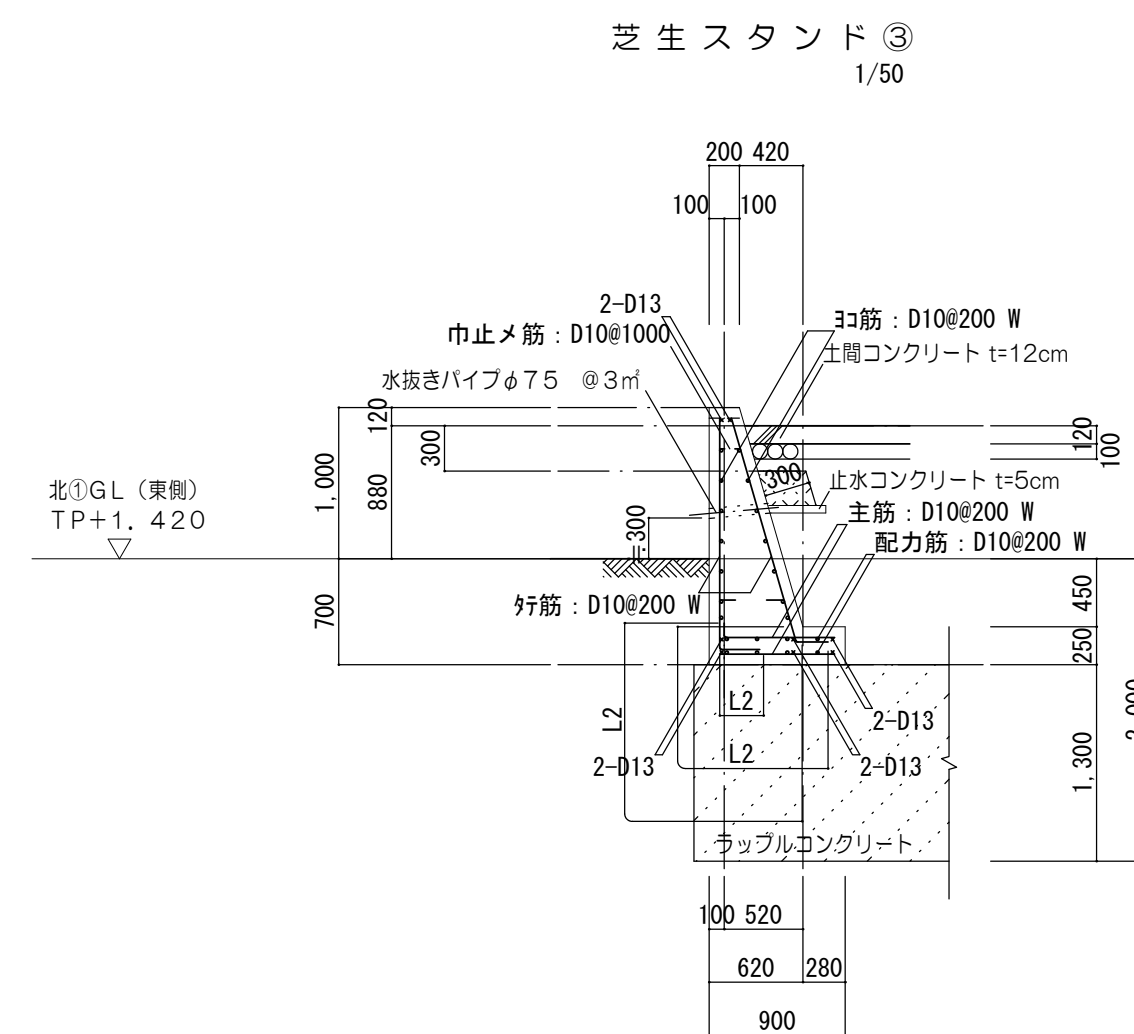 芝生スタンド③
1/50
200 420
100 100
2-D13
巾止メ筋：D10@1000
ﾖｺ筋：D10@200 W
土間コンクリート t=12cm
水抜きパイプφ75 @3㎡
120
300
1,000
880
120
100
300
止水コンクリート t=5cm
主筋：D10@200 W
配力筋：D10@200 W
北①GL（東側）
TP+1.420
≒300
ﾀﾃ筋：D10@200 W
700
450
250
L2
L2
L2
2-D13
2-D13
2-D13
1,300
ラップルコンクリート
100 520
620 280
900